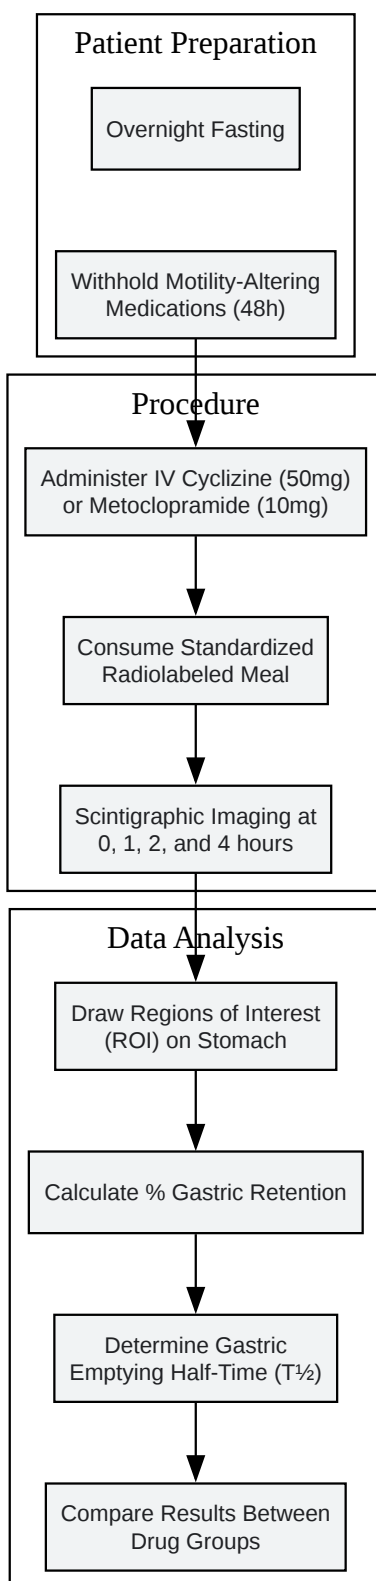 Patient Preparation
Overnight Fasting
Withhold Motility-Altering
Medications (48h)
Procedure
Administer IV Cyclizine (50mg)
or Metoclopramide (10mg)
Consume Standardized
Radiolabeled Meal
Scintigraphic Imaging at
0, 1, 2, and 4 hours
Data Analysis
Draw Regions of Interest
(ROI) on Stomach
Calculate % Gastric Retention
Determine Gastric
Emptying Half-Time (T½)
Compare Results Between
Drug Groups